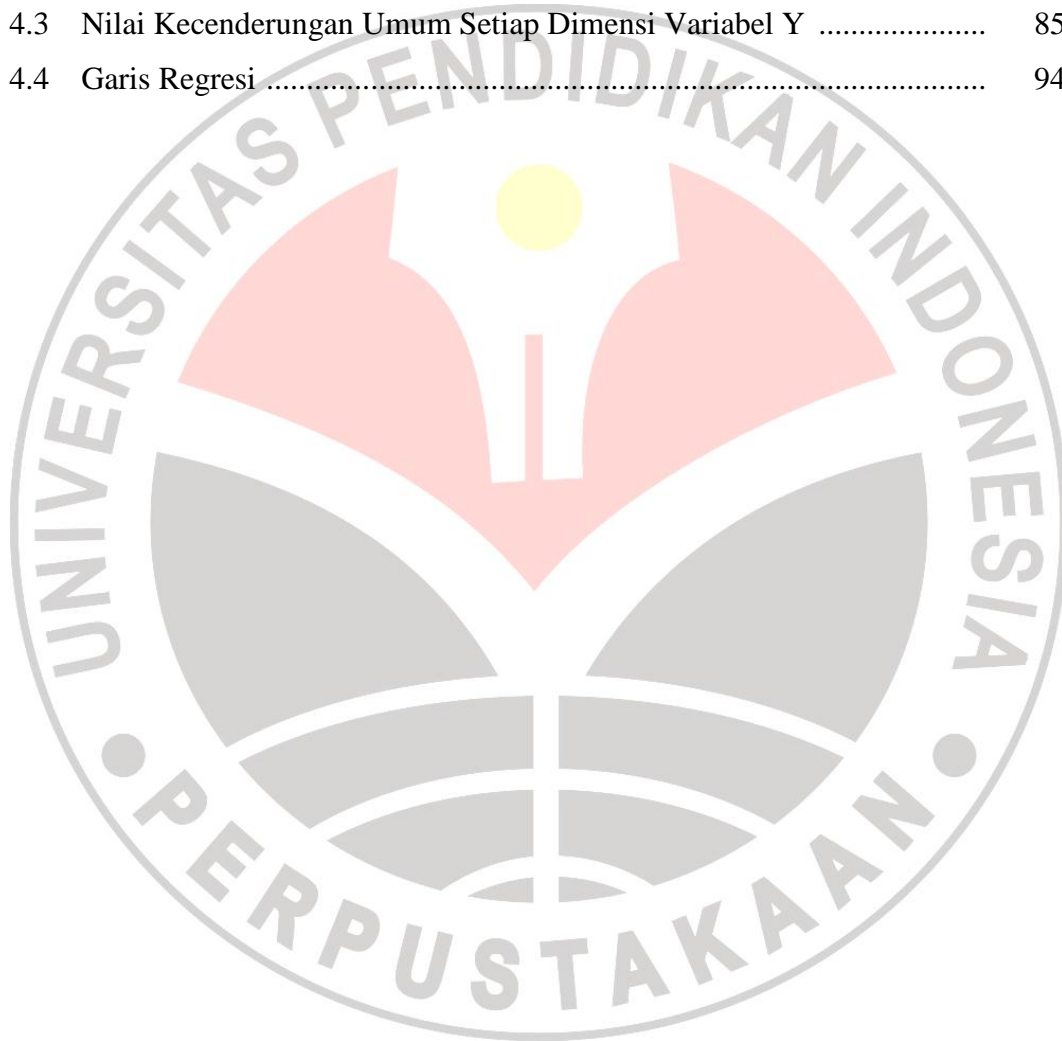 4.3 Nilai Kecenderungan Umum Setiap Dimensi Variabel Y ..................... 85
4.4 Garis Regresi ......................................................................................... 94
UNIVERSITAS PENDIDIKAN INDONESIA
PERPUSTAKAAN